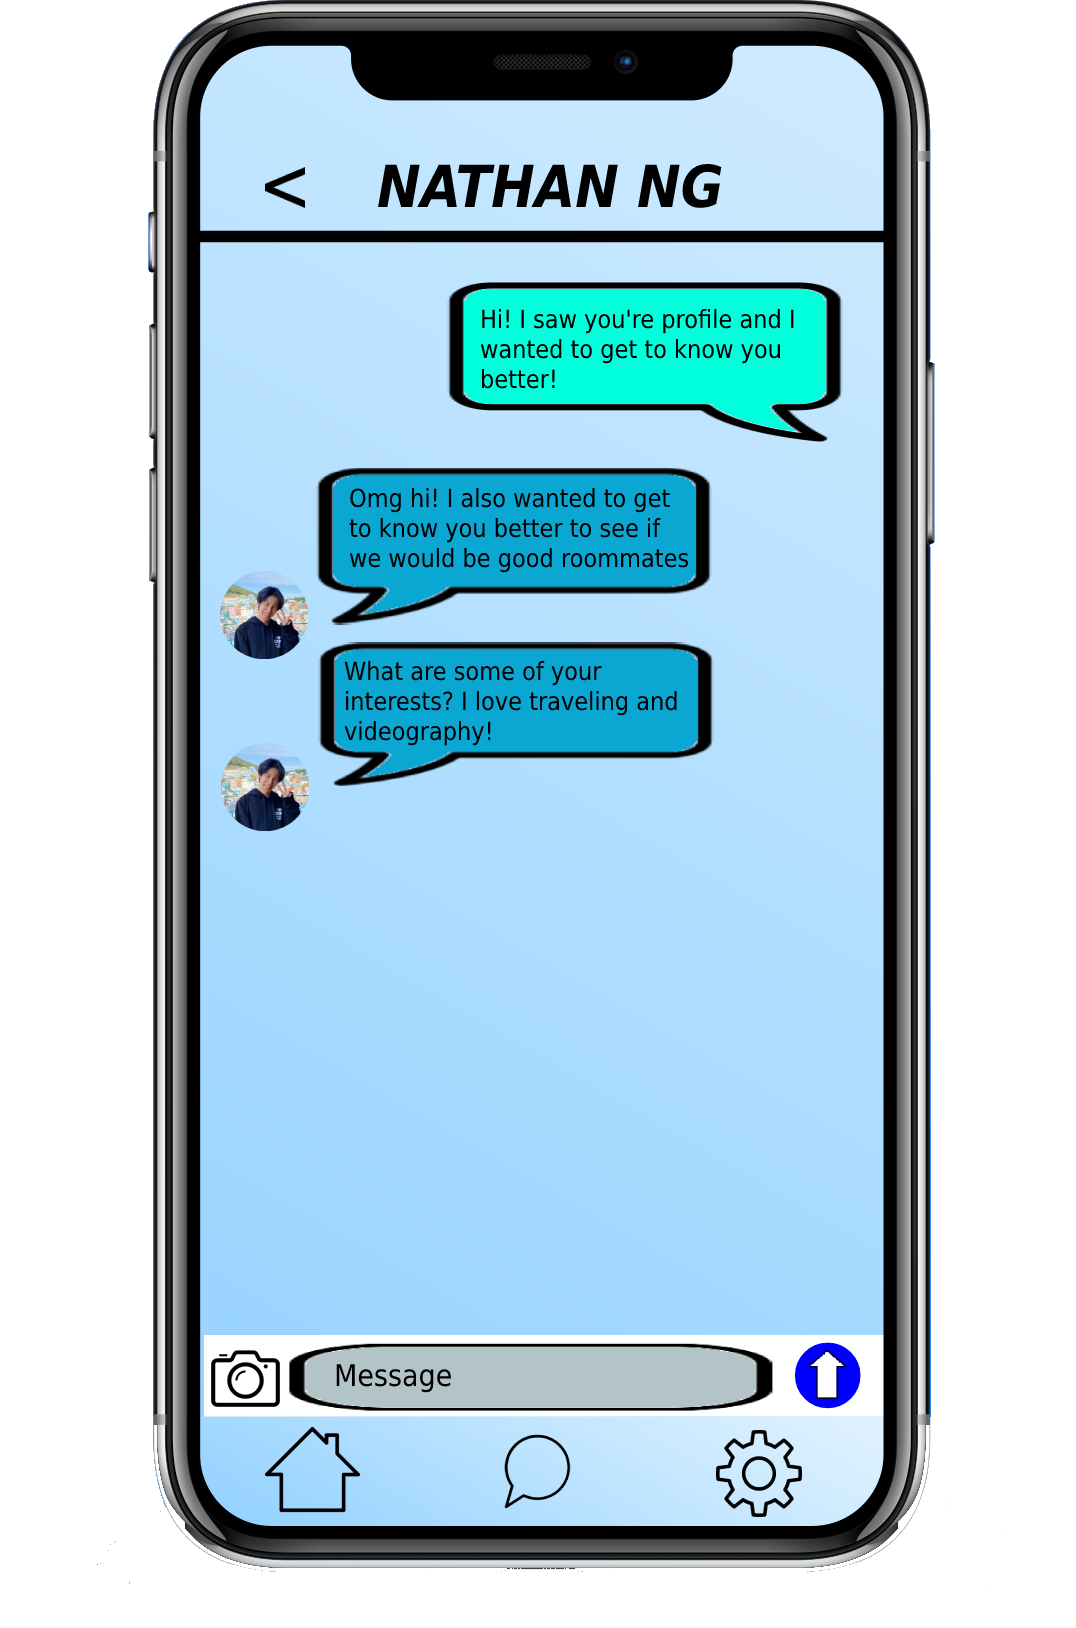 < NATHAN NG
Hi! I saw you're profile and I
wanted to get to know you
better!
Omg hi! I also wanted to get
to know you better to see if
we would be good roommates
What are some of your
interests? I love traveling and
videography!
Message